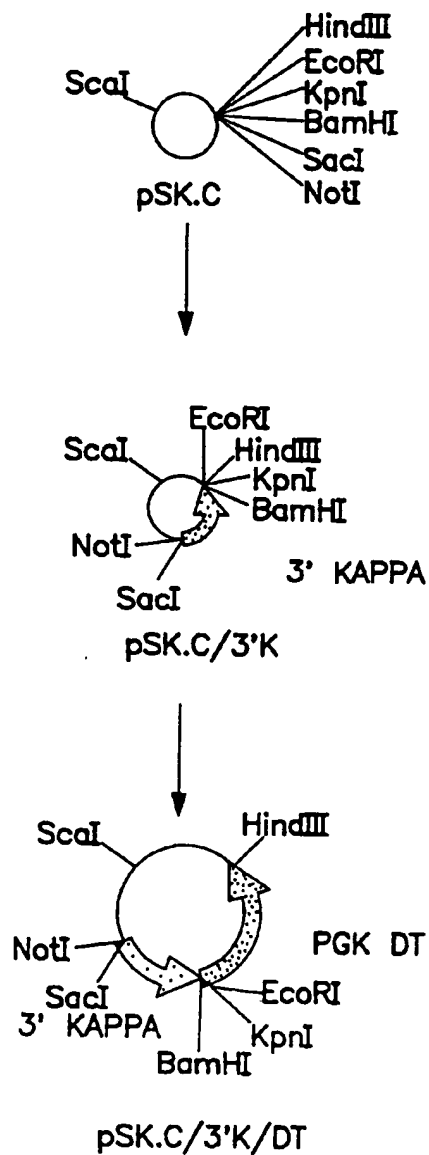 HindIII
EcoRI
ScaI
KpnI
BamHI
SacI
NotI
pSK.C
EcoRI
ScaI
HindIII
KpnI
BamHI
NotI
3' KAPPA
SacI
pSK.C/3'K
HindIII
ScaI
PGK DT
NotI
EcoRI
SacI
3' KAPPA
KpnI
BamHI
pSK.C/3'K/DT